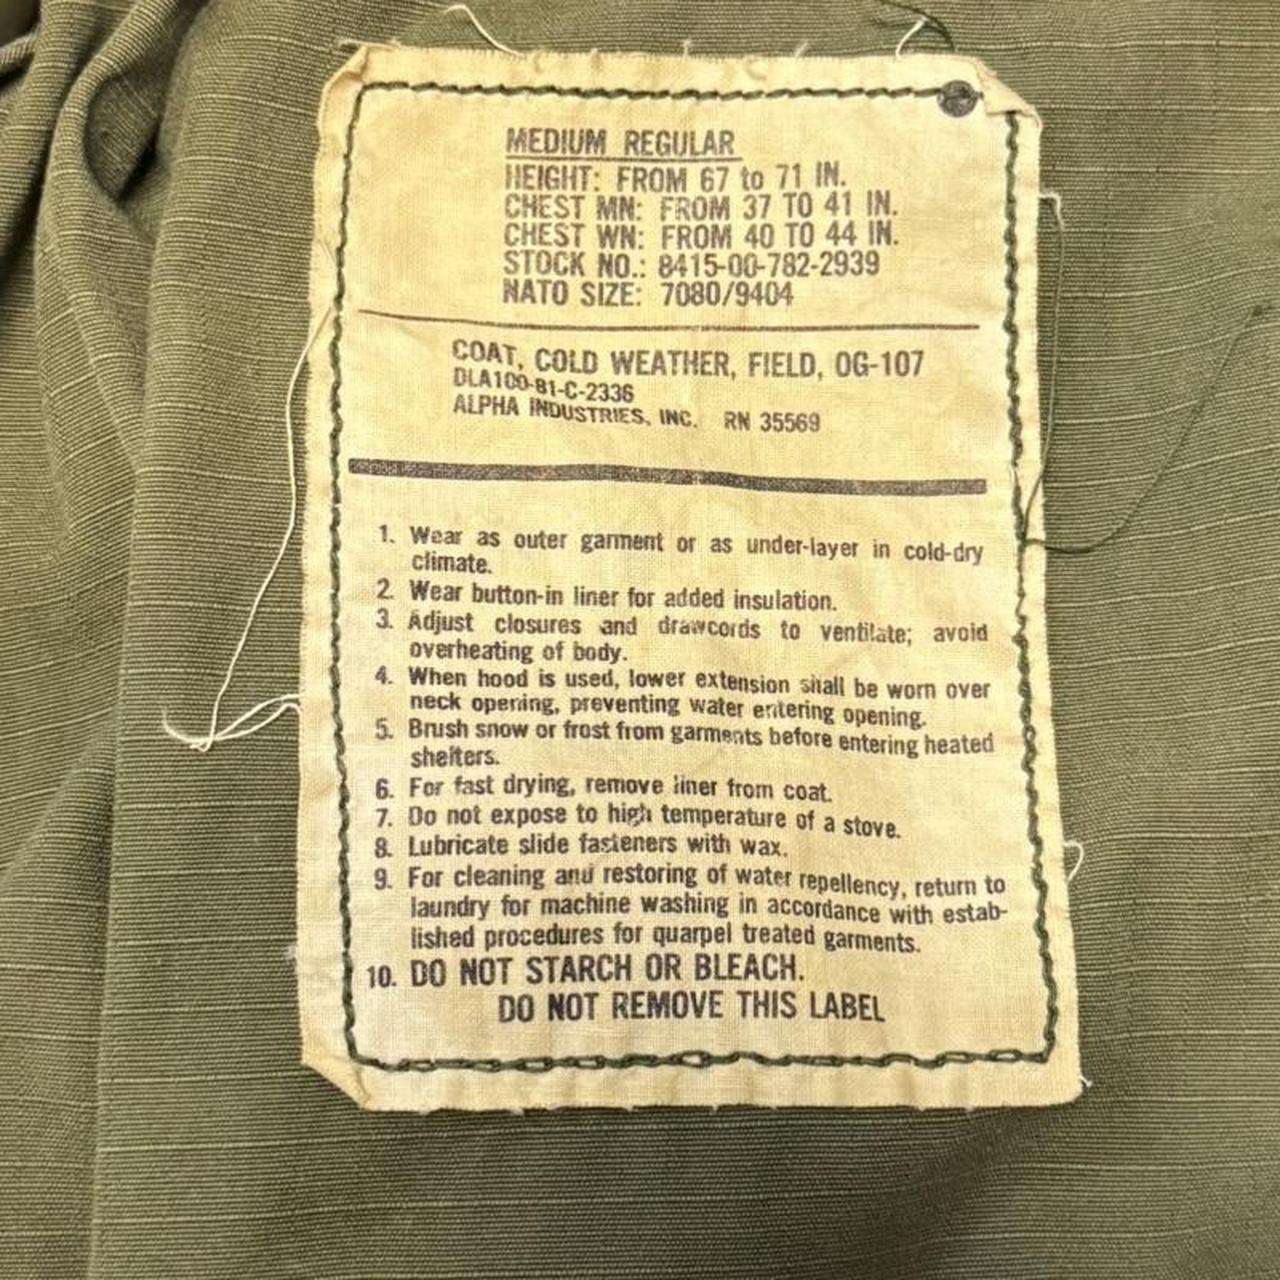 MEDIUM REGULAR
HEIGHT: FROM 67 to 71 IN.
CHEST MN: FROM 37 TO 41 IN.
CHEST WN: FROM 40 TO 44 IN.
STOCK NO.: 8415-00-782-2939
NATO SIZE: 7080/9404
COAT, COLD WEATHER, FIELD, OG-107
DLA100-81-C-2336
ALPHA INDUSTRIES, INC. RN 35569
1. Wear as outer garment or as under-layer in cold-dry
climate.
2. Wear button-in liner for added insulation.
3. Adjust closures and drawcords to ventilate; avoid
overheating of body.
4. When hood is used, lower extension shall be worn over
neck opening, preventing water entering opening.
5. Brush snow or frost from garments before entering heated
shelters.
6. For fast drying, remove liner from coat.
7. Do not expose to high temperature of a stove.
8. Lubricate slide fasteners with wax.
9. For cleaning and restoring of water repellency, return to
laundry for machine washing in accordance with estab-
lished procedures for quarpel treated garments.
10. DO NOT STARCH OR BLEACH.
DO NOT REMOVE THIS LABEL